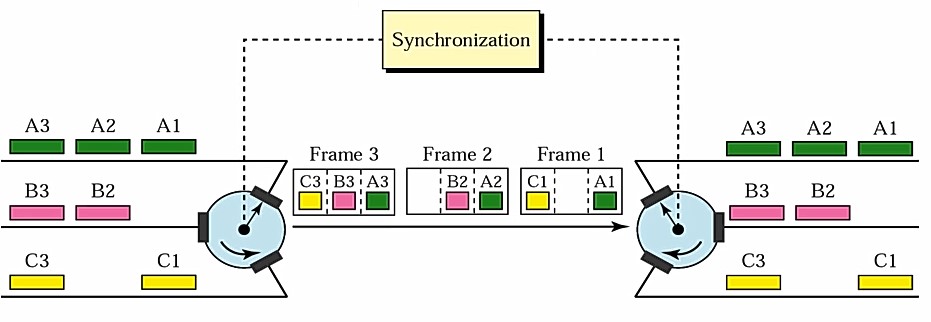 Synchronization
A3 A2 A1
A3 A2 A1
Frame 3 Frame 2 Frame 1
C3 B3 A3 B2 A2 C1 A1
B3 B2
B3 B2
C3 C1
C3 C1